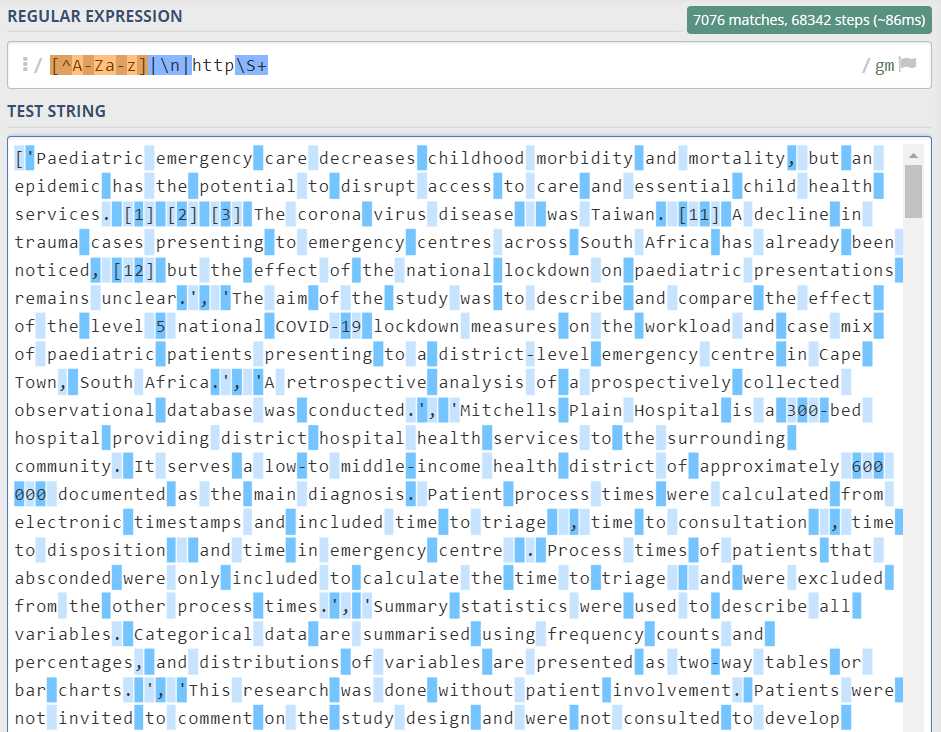 REGULAR EXPRESSION
7076 matches, 68342 steps (~86ms)
/ [^A-Za-z]|\n|http\S+ / gm
TEST STRING
['Paediatric emergency care decreases childhood morbidity and mortality, but an
epidemic has the potential to disrupt access to care and essential child health
services. [1] [2] [3] The corona virus disease  was Taiwan. [11] A decline in
trauma cases presenting to emergency centres across South Africa has already been
noticed, [12] but the effect of the national lockdown on paediatric presentations
remains unclear.', 'The aim of the study was to describe and compare the effect
of the level 5 national COVID-19 lockdown measures on the workload and case mix
of paediatric patients presenting to a district-level emergency centre in Cape
Town, South Africa.', 'A retrospective analysis of a prospectively collected
observational database was conducted.', 'Mitchells Plain Hospital is a 300-bed
hospital providing district hospital health services to the surrounding
community. It serves a low-to middle-income health district of approximately 600
000 documented as the main diagnosis. Patient process times were calculated from
electronic timestamps and included time to triage  , time to consultation  , time
to disposition   and time in emergency centre  . Process times of patients that
absconded were only included to calculate the time to triage   and were excluded
from the other process times.', 'Summary statistics were used to describe all
variables. Categorical data are summarised using frequency counts and
percentages, and distributions of variables are presented as two-way tables or
bar charts. ', 'This research was done without patient involvement. Patients were
not invited to comment on the study design and were not consulted to develop